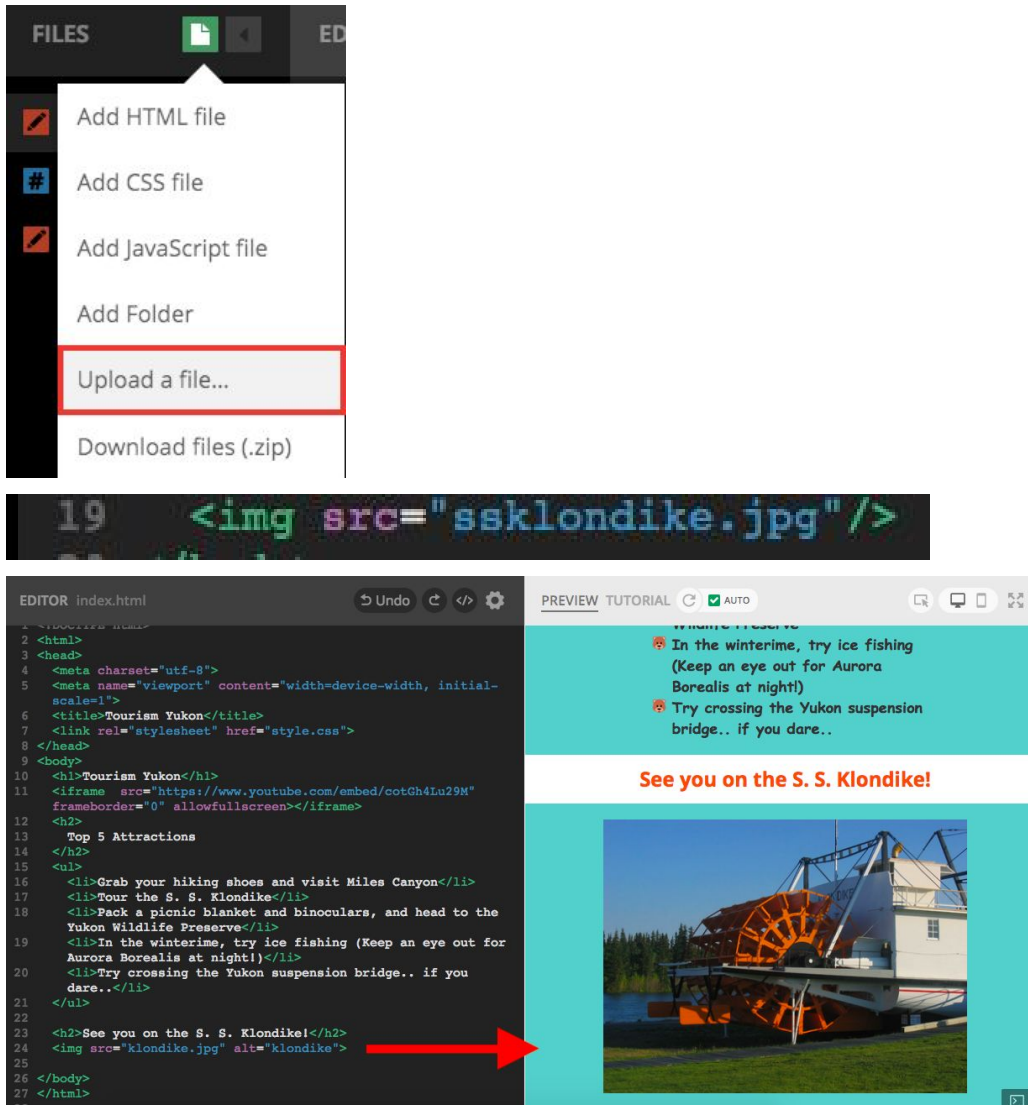 FILES
ED
Add HTML file
#
Add CSS file
Add JavaScript file
Add Folder
Upload a file...
Download files (.zip)
19 <img src="ssklondike.jpg"/>
EDITOR index.html
Undo
</>
1 <!DOCTYPE html>
2 <html>
3 <head>
4 <meta charset="utf-8">
5 <meta name="viewport" content="width=device-width, initial-
scale=1">
6 <title>Tourism Yukon</title>
7 <link rel="stylesheet" href="style.css">
8 </head>
9 <body>
10 <h1>Tourism Yukon</h1>
11 <iframe src="https://www.youtube.com/embed/cotGh4Lu29M"
frameborder="0" allowfullscreen></iframe>
12 <h2>
13 Top 5 Attractions
14 </h2>
15 <ul>
16 <li>Grab your hiking shoes and visit Miles Canyon</li>
17 <li>Tour the S. S. Klondike</li>
18 <li>Pack a picnic blanket and binoculars, and head to the
Yukon Wildlife Preserve</li>
19 <li>In the winterime, try ice fishing (Keep an eye out for
Aurora Borealis at night!)</li>
20 <li>Try crossing the Yukon suspension bridge.. if you
dare..</li>
21 </ul>
22
23 <h2>See you on the S. S. Klondike!</h2>
24 <img src="klondike.jpg" alt="klondike">
25
26 </body>
27 </html>
PREVIEW TUTORIAL AUTO
Wildlife Preserve
In the winterime, try ice fishing
(Keep an eye out for Aurora
Borealis at night!)
Try crossing the Yukon suspension
bridge.. if you dare..
See you on the S. S. Klondike!